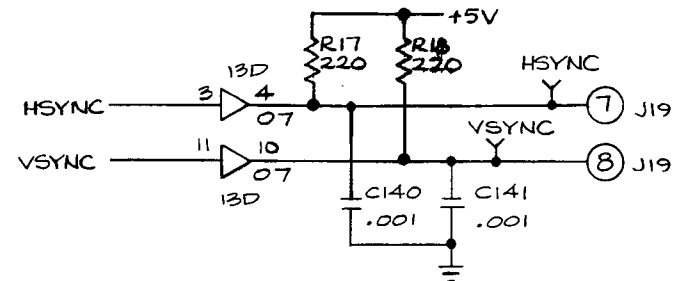 +5V
R17
220
R18
220
HSYNC
13D
3
4
07
HSYNC
7
J19
VSYNC
11
10
07
VSYNC
8
J19
13D
C140
.001
C141
.001